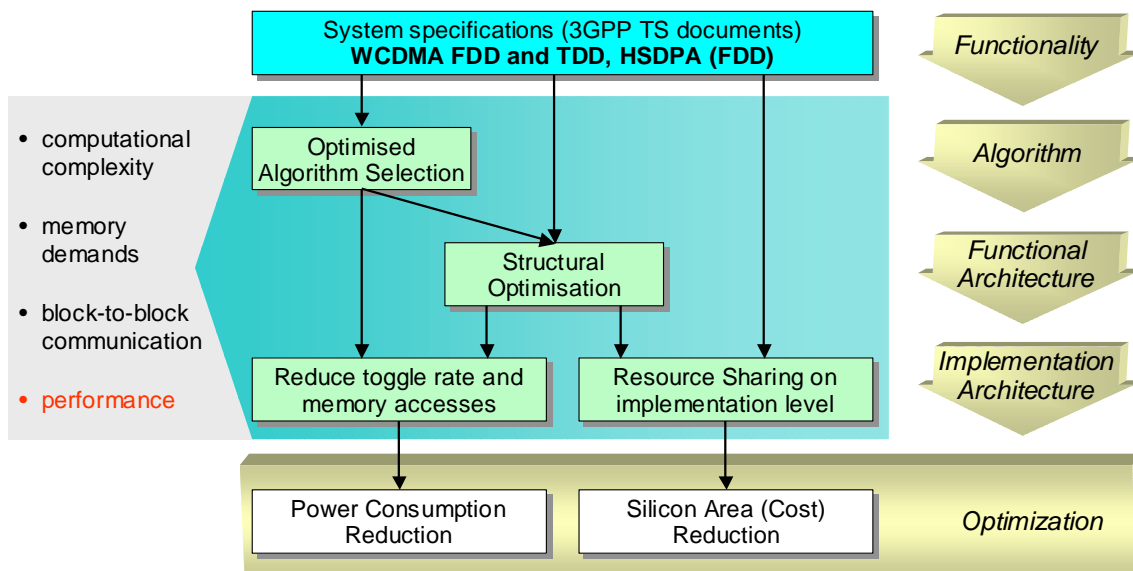 System specifications (3GPP TS documents)
WCDMA FDD and TDD, HSDPA (FDD)
Functionality
• computational
complexity
• memory
demands
• block-to-block
communication
• performance
Optimised
Algorithm Selection
Algorithm
Structural
Optimisation
Functional
Architecture
Reduce toggle rate and
memory accesses
Resource Sharing on
implementation level
Implementation
Architecture
Power Consumption
Reduction
Silicon Area (Cost)
Reduction
Optimization